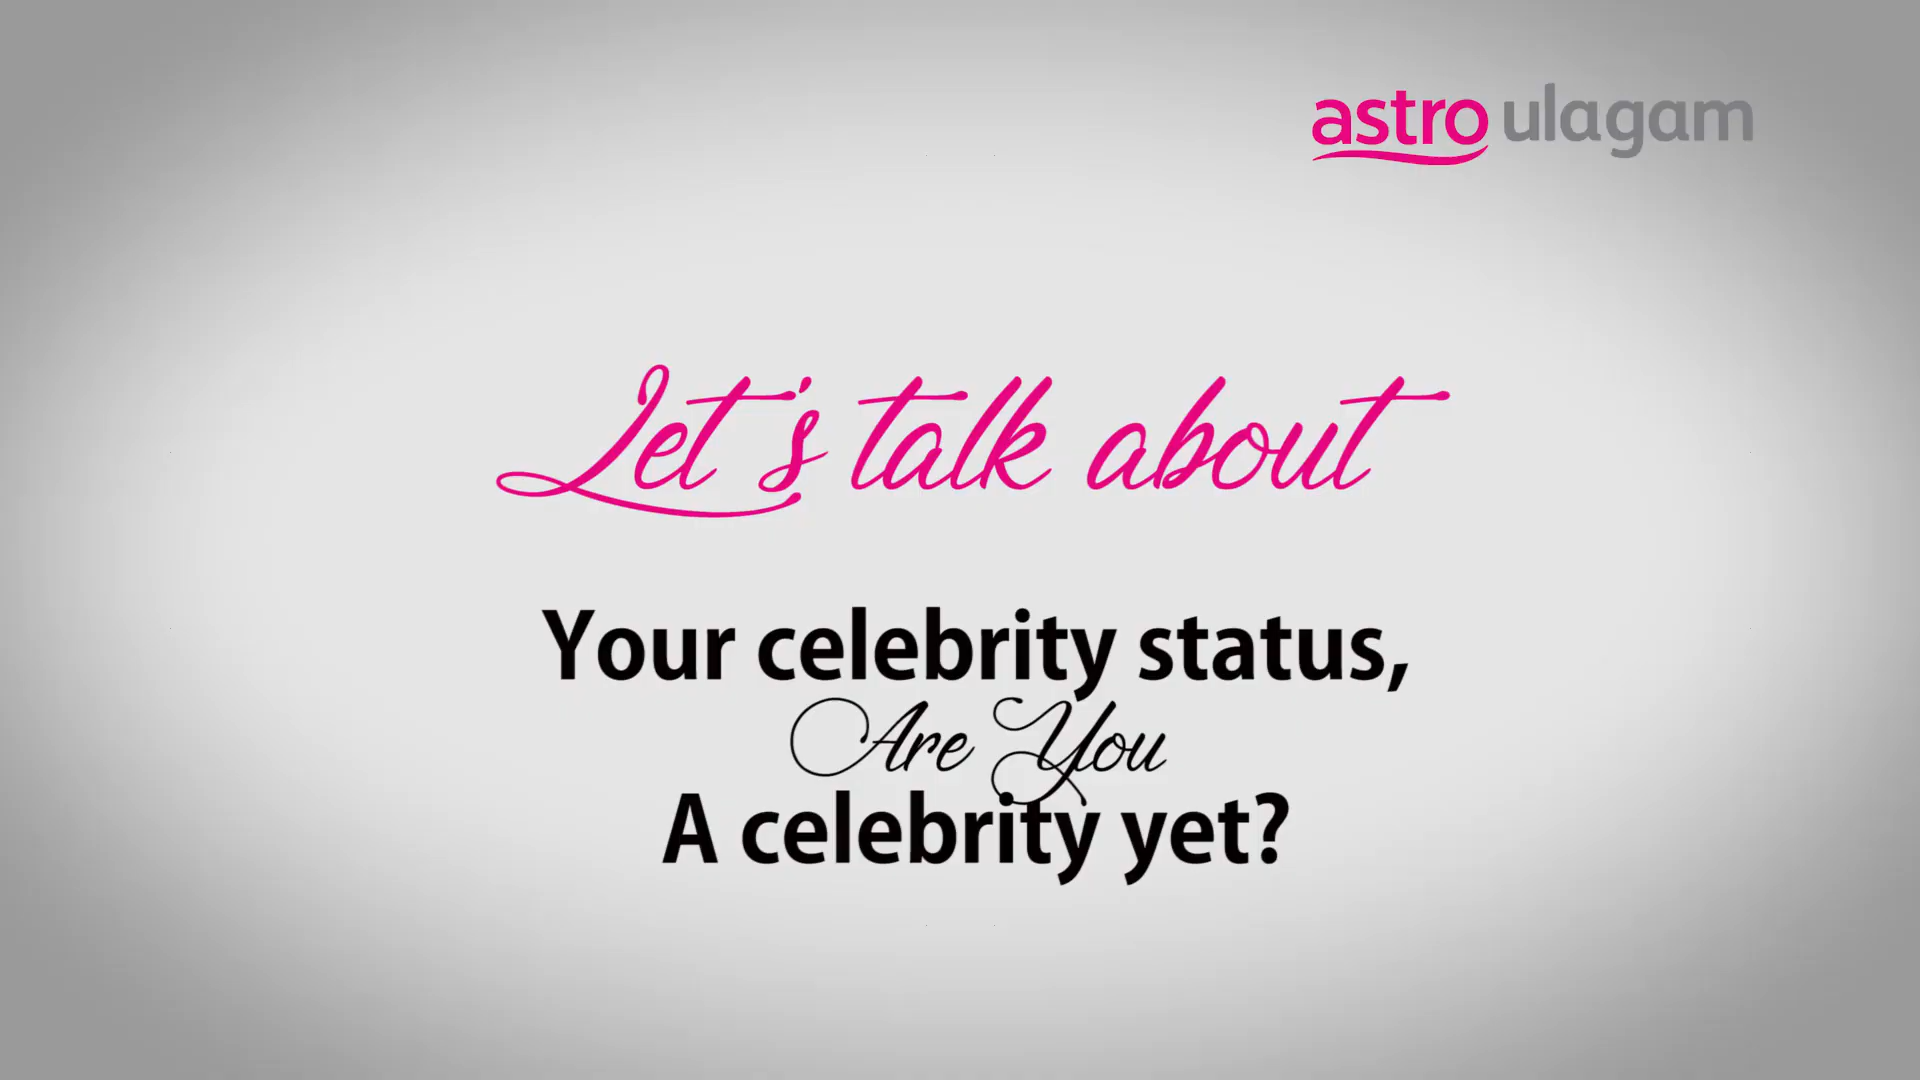 astro ulagam
Let's talk about
Your celebrity status,
Are You
A celebrity yet?